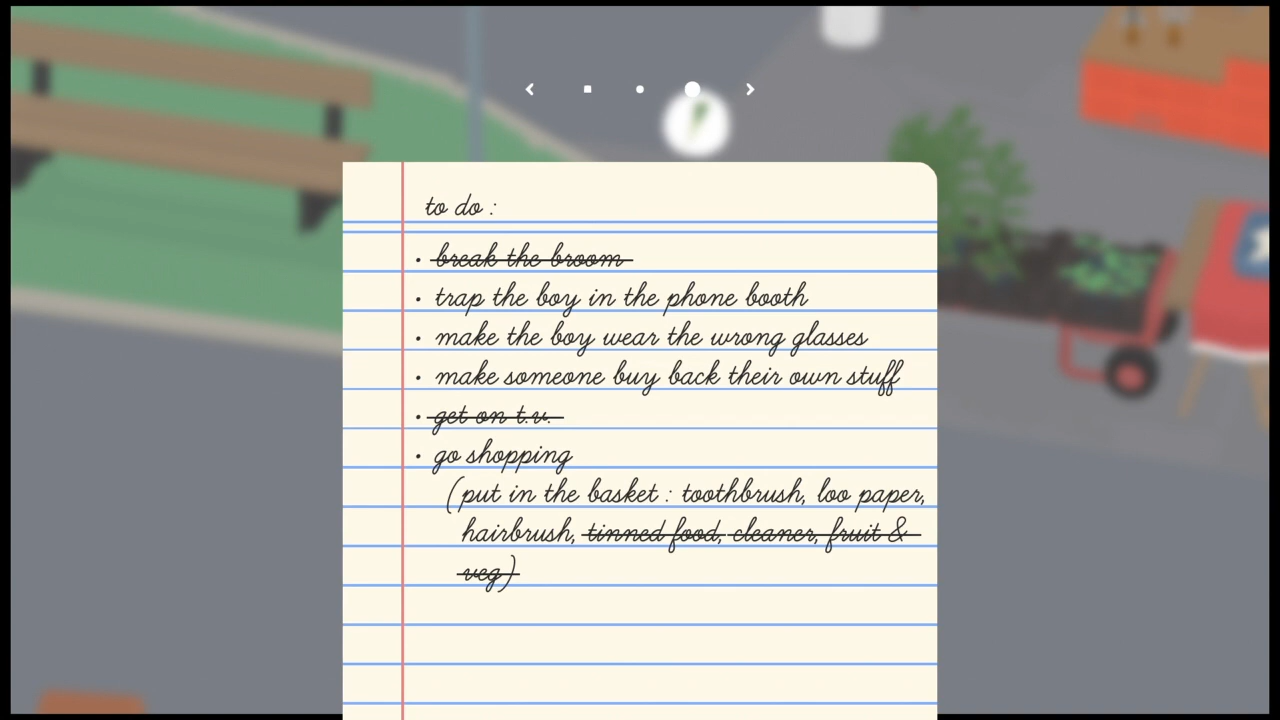 to do :
• break the broom
• trap the boy in the phone booth
• make the boy wear the wrong glasses
• make someone buy back their own stuff
• get on t.v.
• go shopping
(put in the basket : toothbrush, loo paper,
hairbrush, tinned food, cleaner, fruit &
veg)